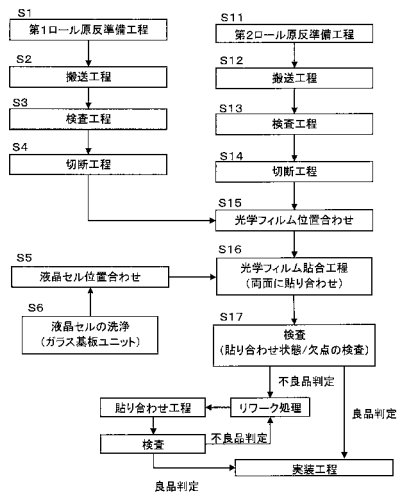 S1
第1ロール原反準備工程
S2
搬送工程
S3
検査工程
S4
切断工程
S11
第2ロール原反準備工程
S12
搬送工程
S13
検査工程
S14
切断工程
S15
光学フィルム位置合わせ
S5
液晶セル位置合わせ
S6
液晶セルの洗浄
(ガラス基板ユニット)
S16
光学フィルム貼合工程
(両面に貼り合わせ)
S17
検査
(貼り合わせ状態/欠点の検査)
不良品判定
良品判定
貼り合わせ工程
リワーク処理
検査
不良品判定
良品判定
実装工程